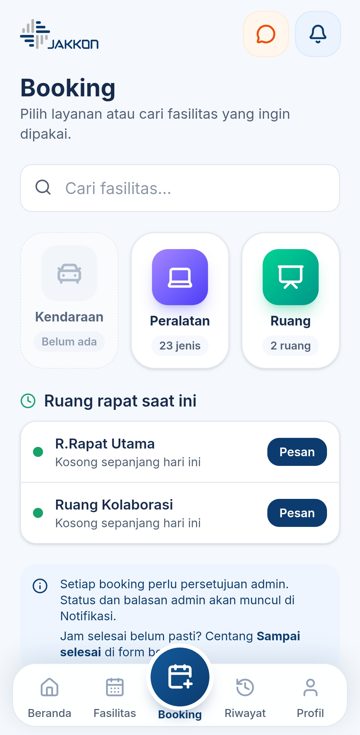 JAKKON
Booking
Pilih layanan atau cari fasilitas yang ingin
dipakai.
Cari fasilitas...
Kendaraan
Belum ada
Peralatan
23 jenis
Ruang
2 ruang
Ruang rapat saat ini
R.Rapat Utama
Kosong sepanjang hari ini
Pesan
Ruang Kolaborasi
Kosong sepanjang hari ini
Pesan
Setiap booking perlu persetujuan admin.
Status dan balasan admin akan muncul di
Notifikasi.
Jam selesai belum pasti? Centang Sampai
selesai di form
Beranda
Fasilitas
Booking
Riwayat
Profil